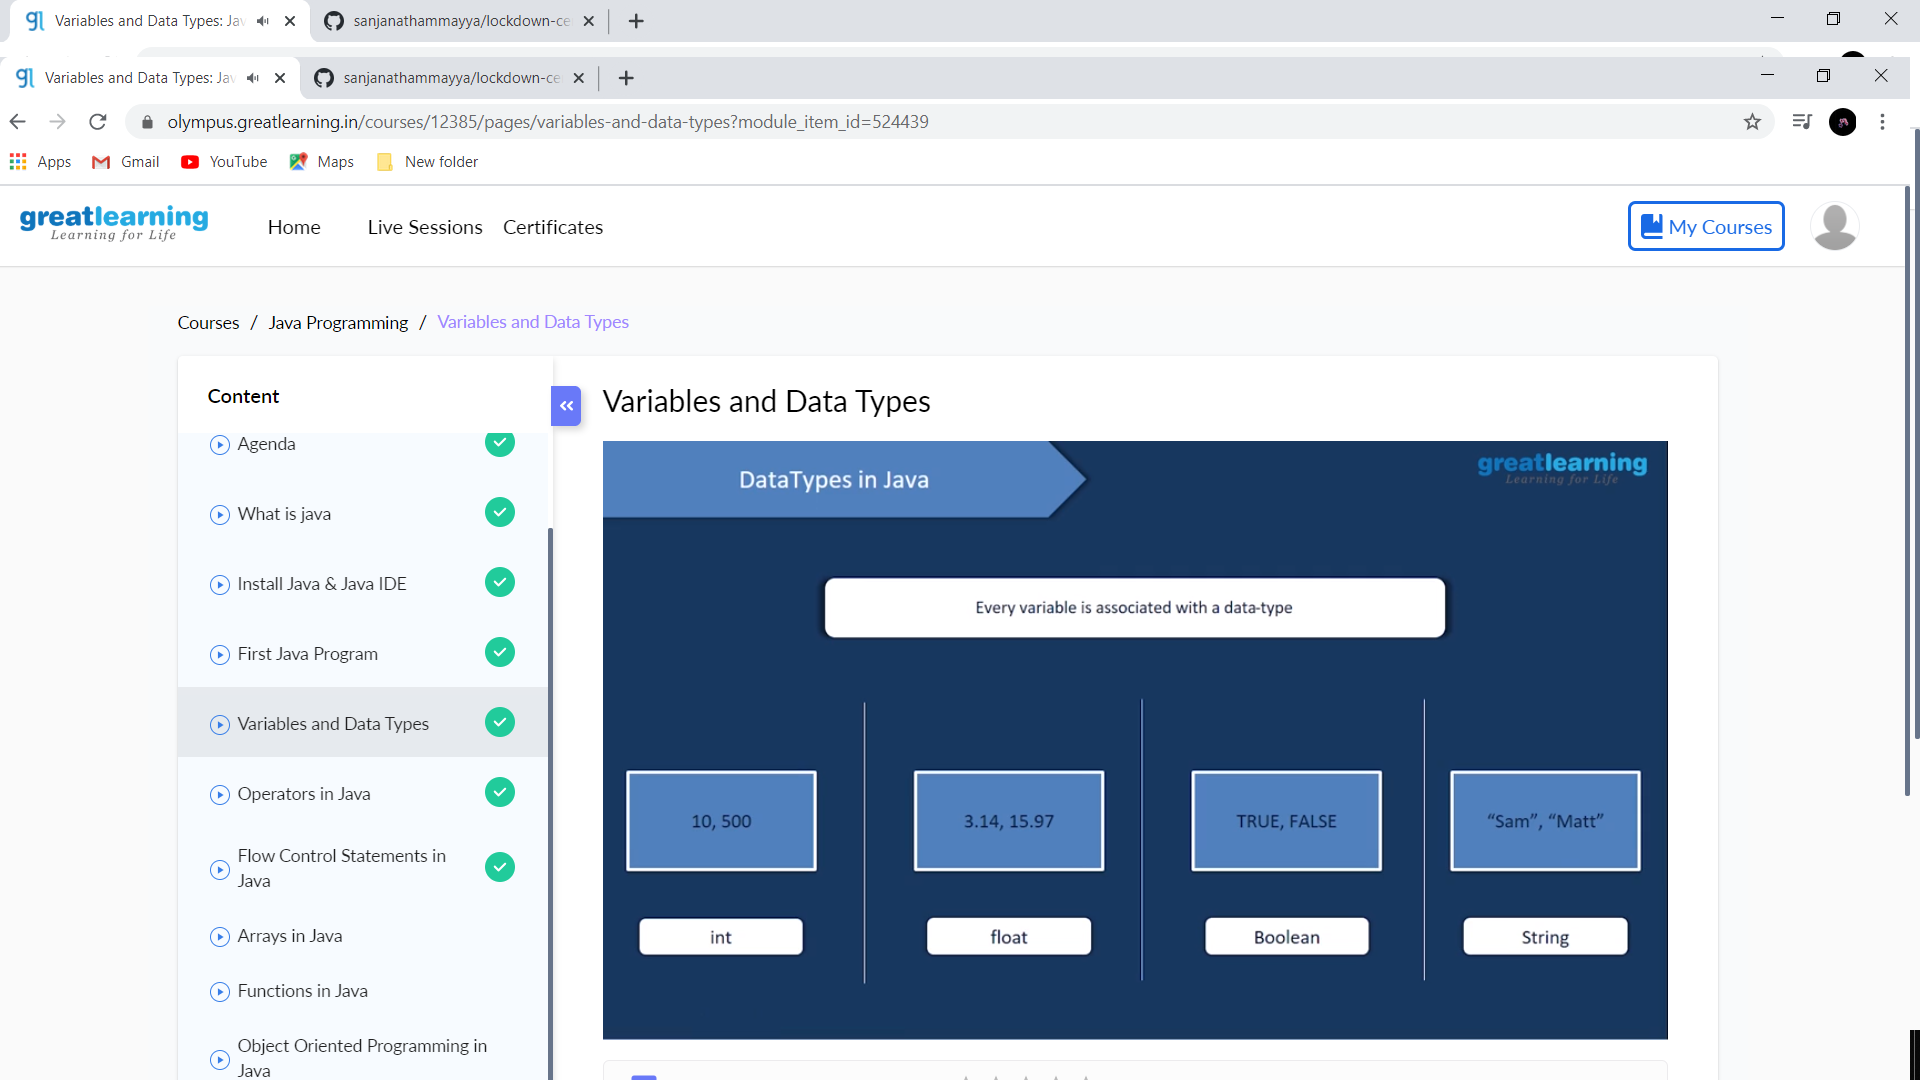 Variables and Data Types: Jav
sanjanathammayya/lockdown-ce
Variables and Data Types: Jav
sanjanathammayya/lockdown-ce
olympus.greatlearning.in/courses/12385/pages/variables-and-data-types?module_item_id=524439
Apps
Gmail
YouTube
Maps
New folder
greatlearning
Learning for Life
Home
Live Sessions
Certificates
My Courses
Courses / Java Programming / Variables and Data Types
Content
Agenda
What is java
Install Java & Java IDE
First Java Program
Variables and Data Types
Operators in Java
Flow Control Statements in
Java
Arrays in Java
Functions in Java
Object Oriented Programming in
Java
Variables and Data Types
DataTypes in Java
greatlearning
Learning for Life
Every variable is associated with a data-type
10, 500
3.14, 15.97
TRUE, FALSE
“Sam”, “Matt”
int
float
Boolean
String